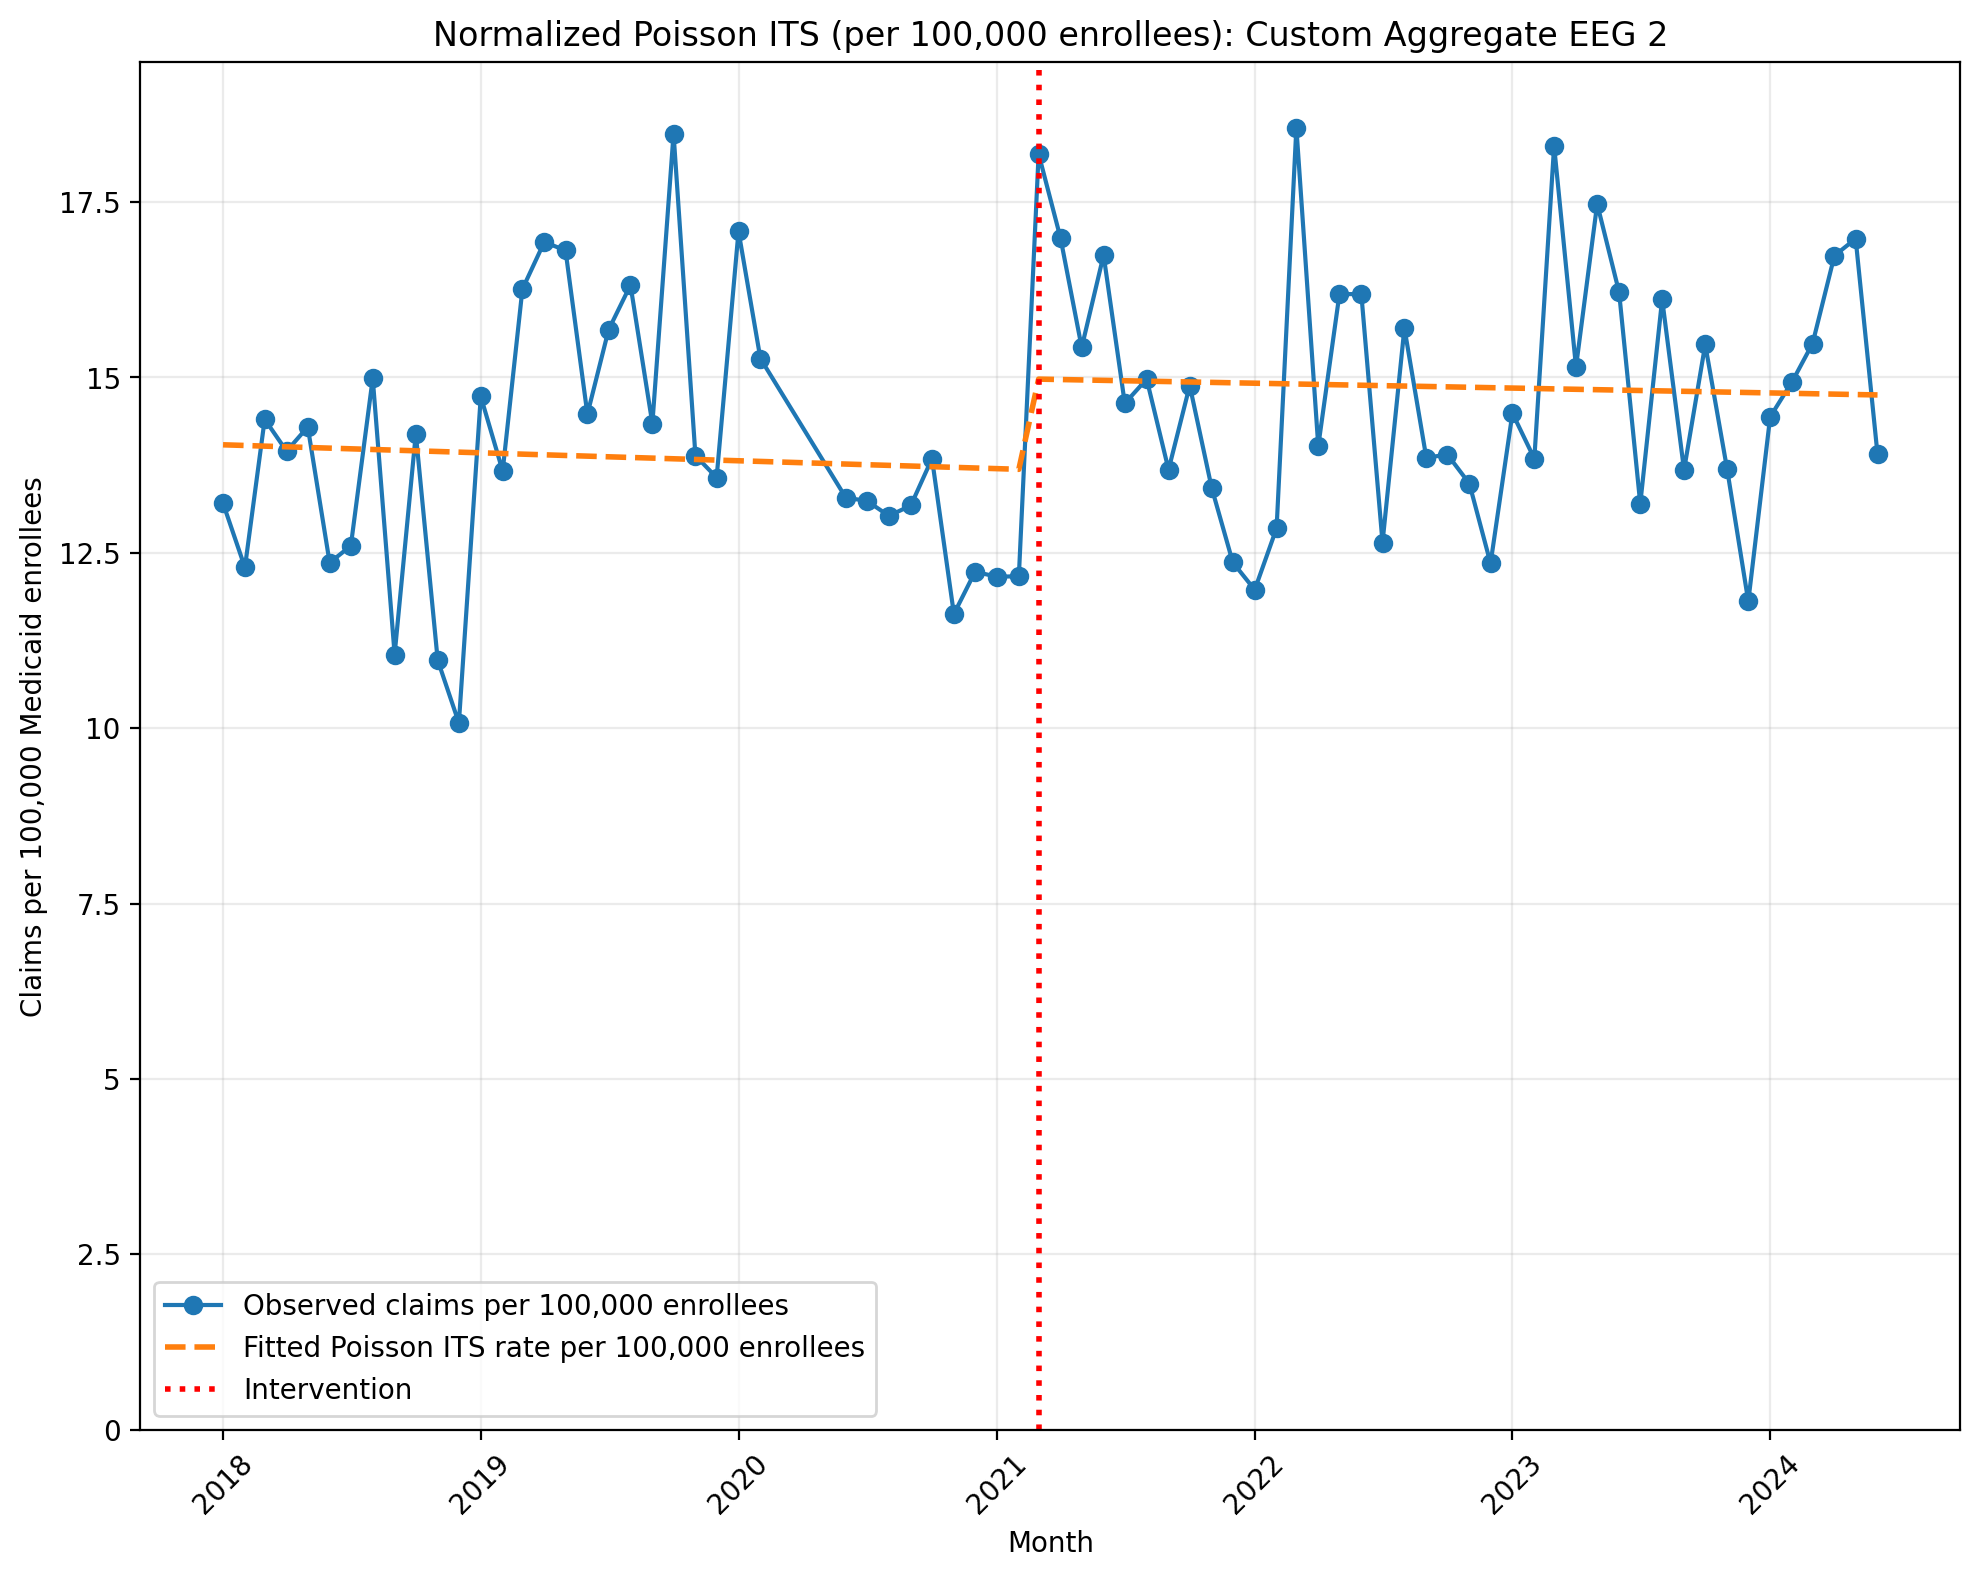 Normalized Poisson ITS (per 100,000 enrollees): Custom Aggregate EEG 2
Claims per 100,000 Medicaid enrollees
17.5
15
12.5
10
7.5
5
2.5
0
Observed claims per 100,000 enrollees
Fitted Poisson ITS rate per 100,000 enrollees
Intervention
2018
2019
2020
2021
2022
2023
2024
Month